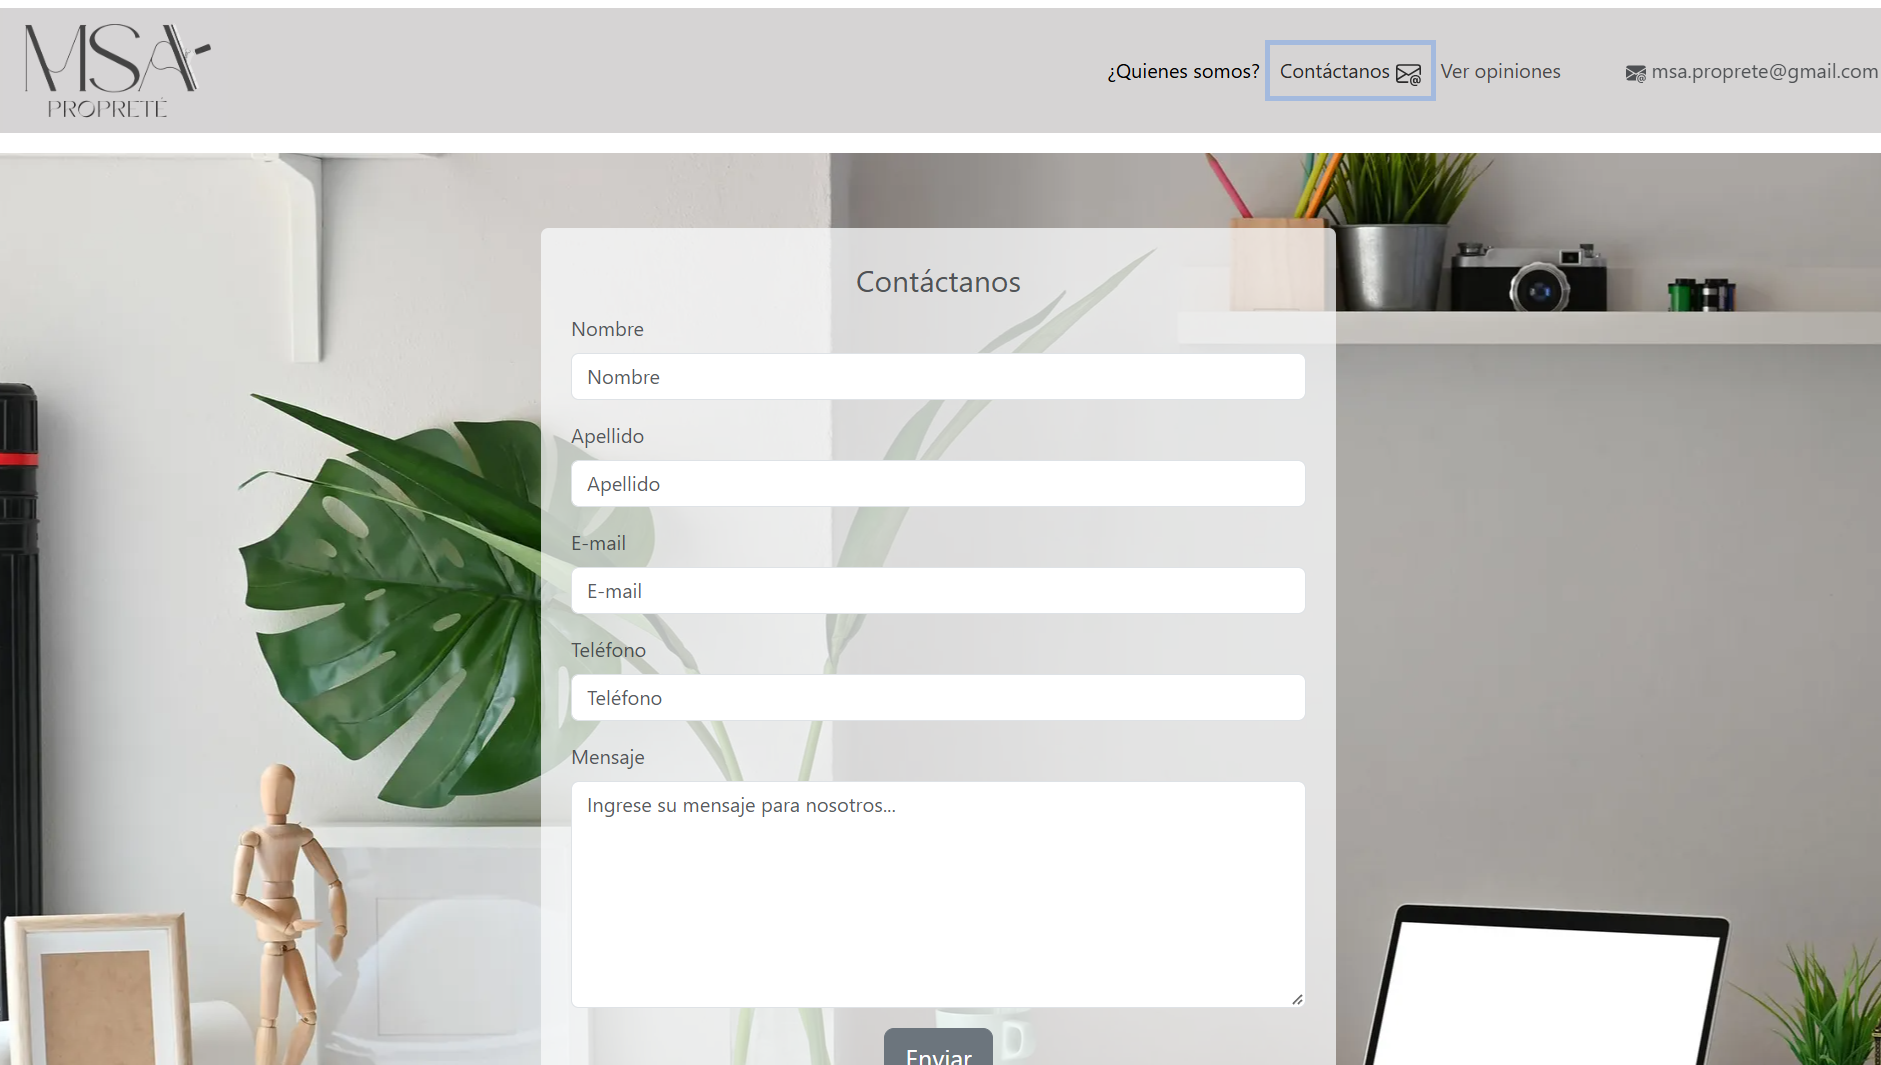 MSA
PROPRETÉ
¿Quienes somos? Contáctanos Ver opiniones msa.proprete@gmail.com
Contáctanos
Nombre
Nombre
Apellido
Apellido
E-mail
E-mail
Teléfono
Teléfono
Mensaje
Ingrese su mensaje para nosotros...
Enviar